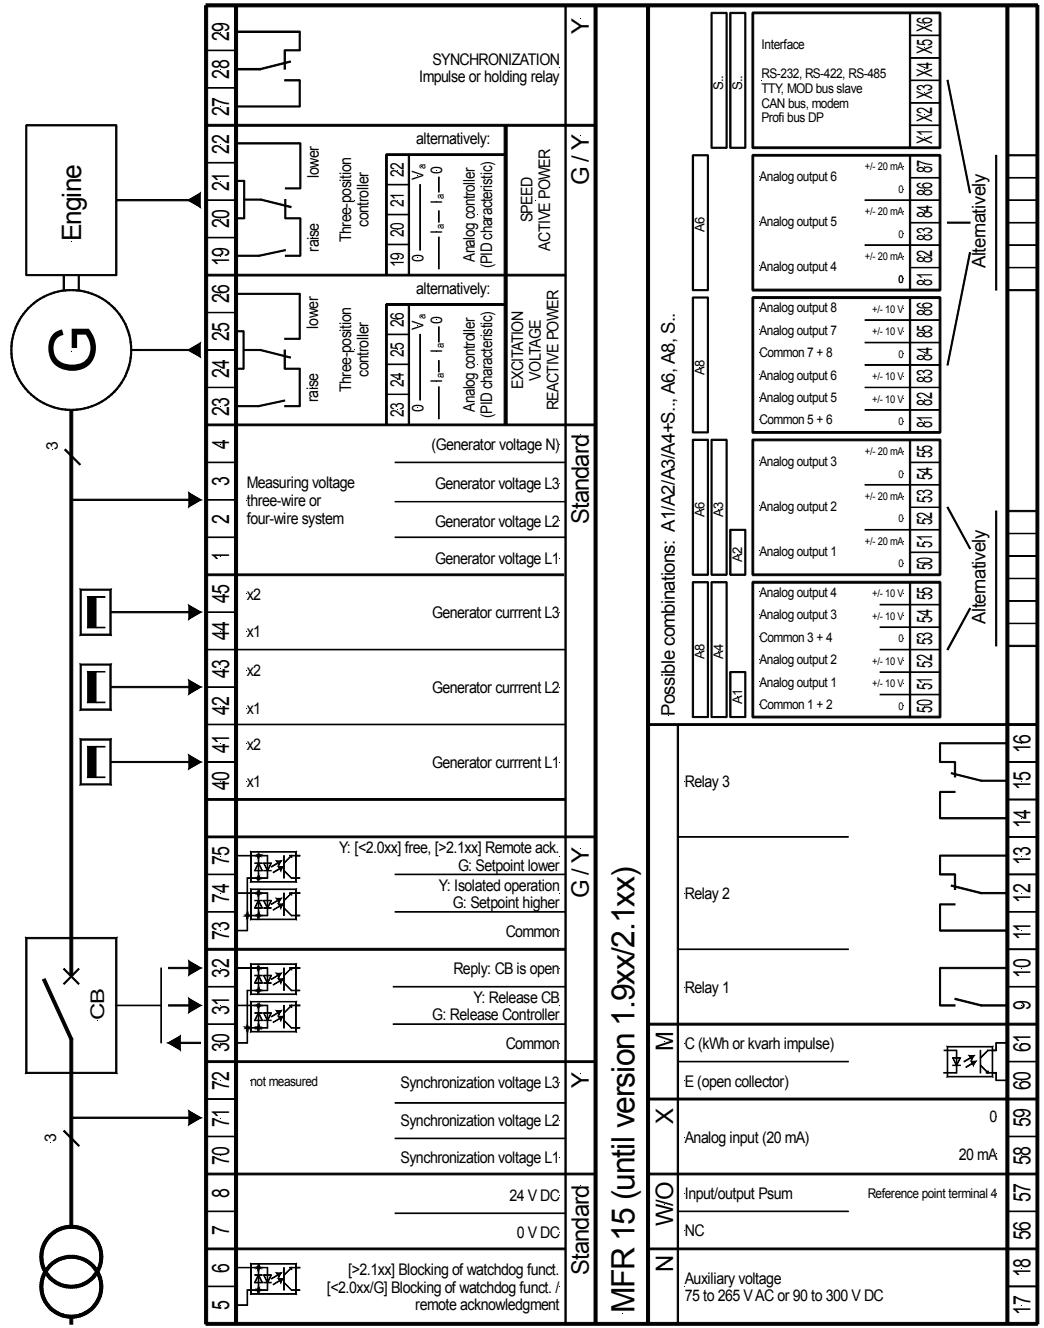 Engine
G
3
CB
3
29
28
27
SYNCHRONIZATION
Impulse or holding relay
Y
22
21
20
19
lower
raise
Three-position
controller
alternatively:
19 20 21 22
0 Iₐ Iₐ Vₐ 0
Analog controller
(PID characteristic)
SPEED
ACTIVE POWER
G / Y
26
25
24
23
lower
raise
Three-position
controller
alternatively:
23 24 25 26
0 Iₐ Iₐ Vₐ 0
Analog controller
(PID characteristic)
EXCITATION
VOLTAGE
REACTIVE POWER
4
3
2
1
Measuring voltage
three-wire or
four-wire system
(Generator voltage N)
Generator voltage L3
Generator voltage L2
Generator voltage L1
Standard
45 x2
44 x1
Generator currrent L3
43 x2
42 x1
Generator currrent L2
41 x2
40 x1
Generator currrent L1
75
74
73
Y: [<2.0xx] free, [>2.1xx] Remote ack.
G: Setpoint lower
Y: Isolated operation
G: Setpoint higher
Common
G / Y
32
31
30
Reply: CB is open
Y: Release CB
G: Release Controller
Common
72
71
70
not measured
Synchronization voltage L3
Synchronization voltage L2
Synchronization voltage L1
Y
8
7
24 V DC
0 V DC
Standard
6
5
[>2.1xx] Blocking of watchdog funct.
[<2.0xx/G] Blocking of watchdog funct. /
remote acknowledgment
MFR 15 (until version 1.9xx/2.1xx)
Possible combinations: A1/A2/A3/A4+S.., A6, A8, S..
S..
S..
Interface
RS-232, RS-422, RS-485
TTY, MOD bus slave
CAN bus, modem
Profi bus DP
X1 X2 X3 X4 X5 X6
A6
Analog output 6 +/- 20 mA 87
0 86
Analog output 5 +/- 20 mA 84
0 83
Analog output 4 +/- 20 mA 82
0 81
Alternatively
A8
Analog output 8 +/- 10 V 86
Analog output 7 +/- 10 V 85
Common 7 + 8 0 84
Analog output 6 +/- 10 V 83
Analog output 5 +/- 10 V 82
Common 5 + 6 0 81
A6
A3
A2
Analog output 3 +/- 20 mA 55
0 54
Analog output 2 +/- 20 mA 53
0 52
Analog output 1 +/- 20 mA 51
0 50
Alternatively
A8
A4
A1
Analog output 4 +/- 10 V 55
Analog output 3 +/- 10 V 54
Common 3 + 4 0 53
Analog output 2 +/- 10 V 52
Analog output 1 +/- 10 V 51
Common 1 + 2 0 50
Relay 3
16
15
14
Relay 2
13
12
11
Relay 1
10
9
M
C (kWh or kvarh impulse) 61
E (open collector) 60
X
Analog input (20 mA)
0 59
20 mA 58
W/O
Input/output Psum Reference point terminal 4 57
NC 56
N
Auxiliary voltage
75 to 265 V AC or 90 to 300 V DC
18
17